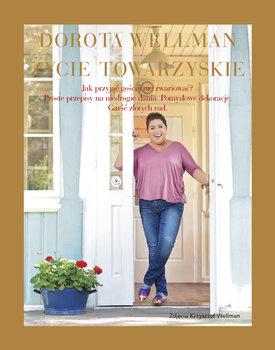 DOROTA WELLMAN
ŻYCIE TOWARZYSKIE
Jak przyjąć gości i nie zwariować?
Proste przepisy na niedrogie dania. Pomysłowe dekoracje.
Garść złotych rad.
Zdjęcia Krzysztof Wellman